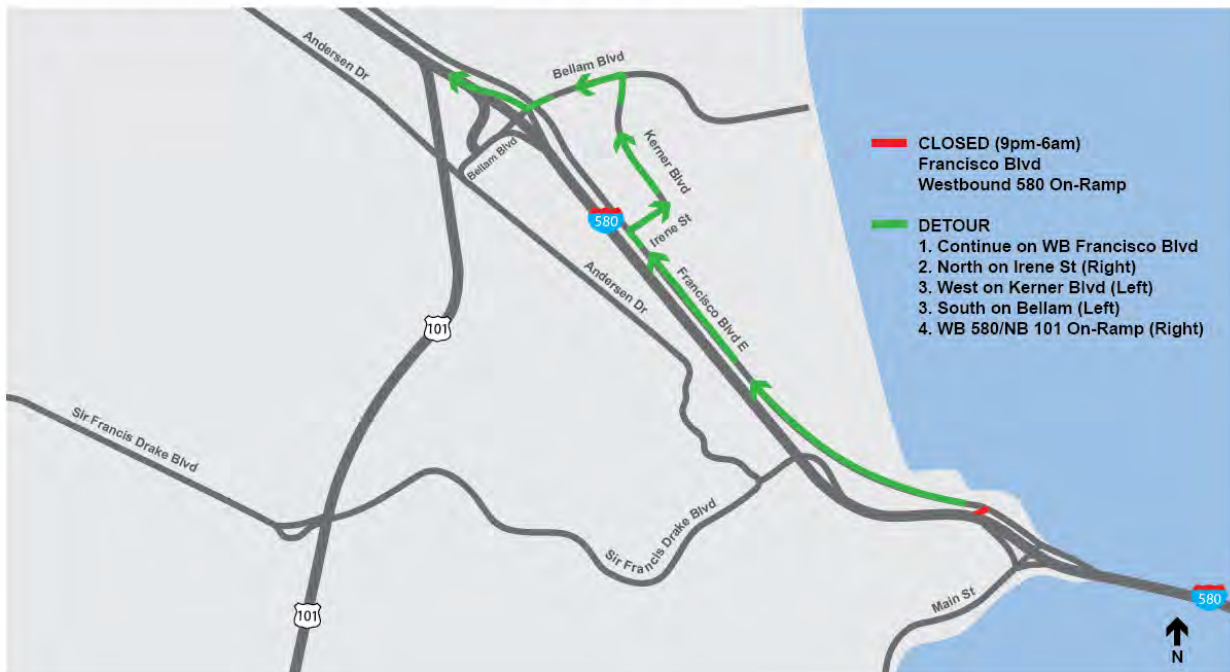 Andersen Dr
Bellam Blvd
Kerner Blvd
Bellam Blvd
Irene St
580
CLOSED (9pm-6am)
Francisco Blvd
Westbound 580 On-Ramp
DETOUR
1. Continue on WB Francisco Blvd
2. North on Irene St (Right)
3. West on Kerner Blvd (Left)
3. South on Bellam (Left)
4. WB 580/NB 101 On-Ramp (Right)
Andersen Dr
Francisco Blvd E
101
Sir Francis Drake Blvd
Sir Francis Drake Blvd
Main St
101
580
N